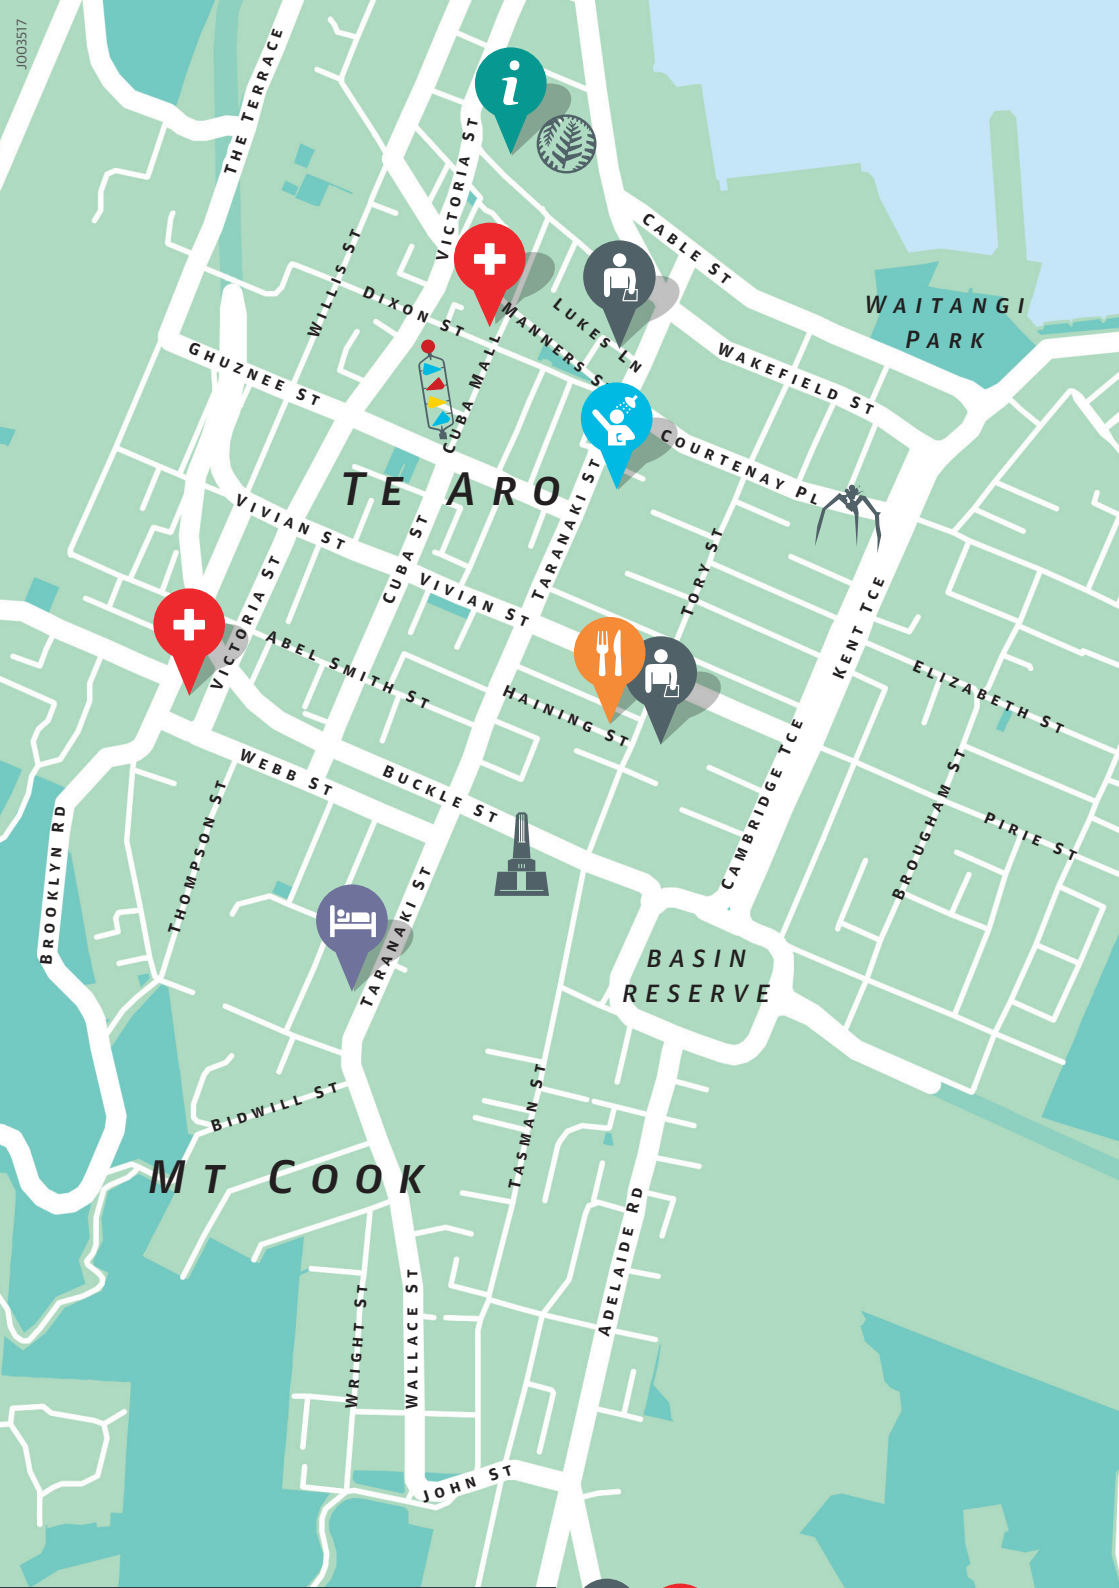 J003517
THE TERRACE
VICTORIA ST
CABLE ST
WILLIS ST
DIXON ST
MANNERS S
LUKES LN
WAITANGI
PARK
GHUZNEE ST
CUBA MALL
WAKEFIELD ST
COURTENAY PL
TE ARO
VIVIAN ST
CUBA ST
VIVIAN ST
TARANAKI ST
TORY ST
KENT TCE
VICTORIA ST
ABEL SMITH ST
HAINING ST
ELIZABETH ST
WEBB ST
BUCKLE ST
CAMBRIDGE TCE
BROUGHAM ST
PIRIE ST
BROOKLYN RD
THOMPSON ST
TARANAKI ST
BASIN
RESERVE
BIDWILL ST
TASMAN ST
MT COOK
ADELAIDE RD
WRIGHT ST
WALLACE ST
JOHN ST